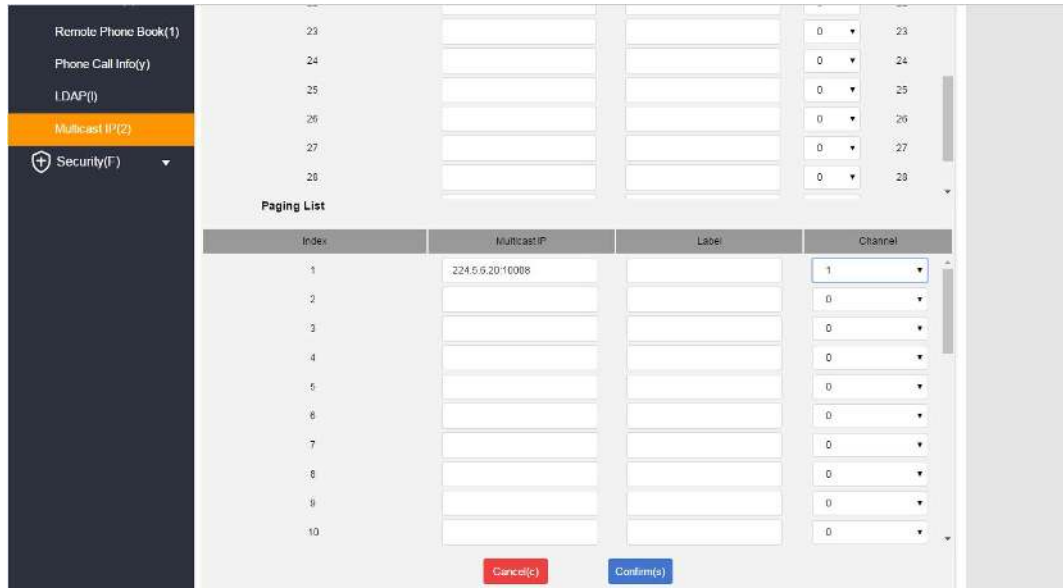 Remote Phone Book(1)
Phone Call Info(y)
LDAP(l)
Multicast IP(2)
Security(F)
23 0 23
24 0 24
25 0 25
26 0 26
27 0 27
28 0 28
Paging List
Index Multicast IP Label Channel
1 224.5.6.20:10008 1
2 0
3 0
4 0
5 0
6 0
7 0
8 0
9 0
10 0
Cancel(c) Confirm(s)